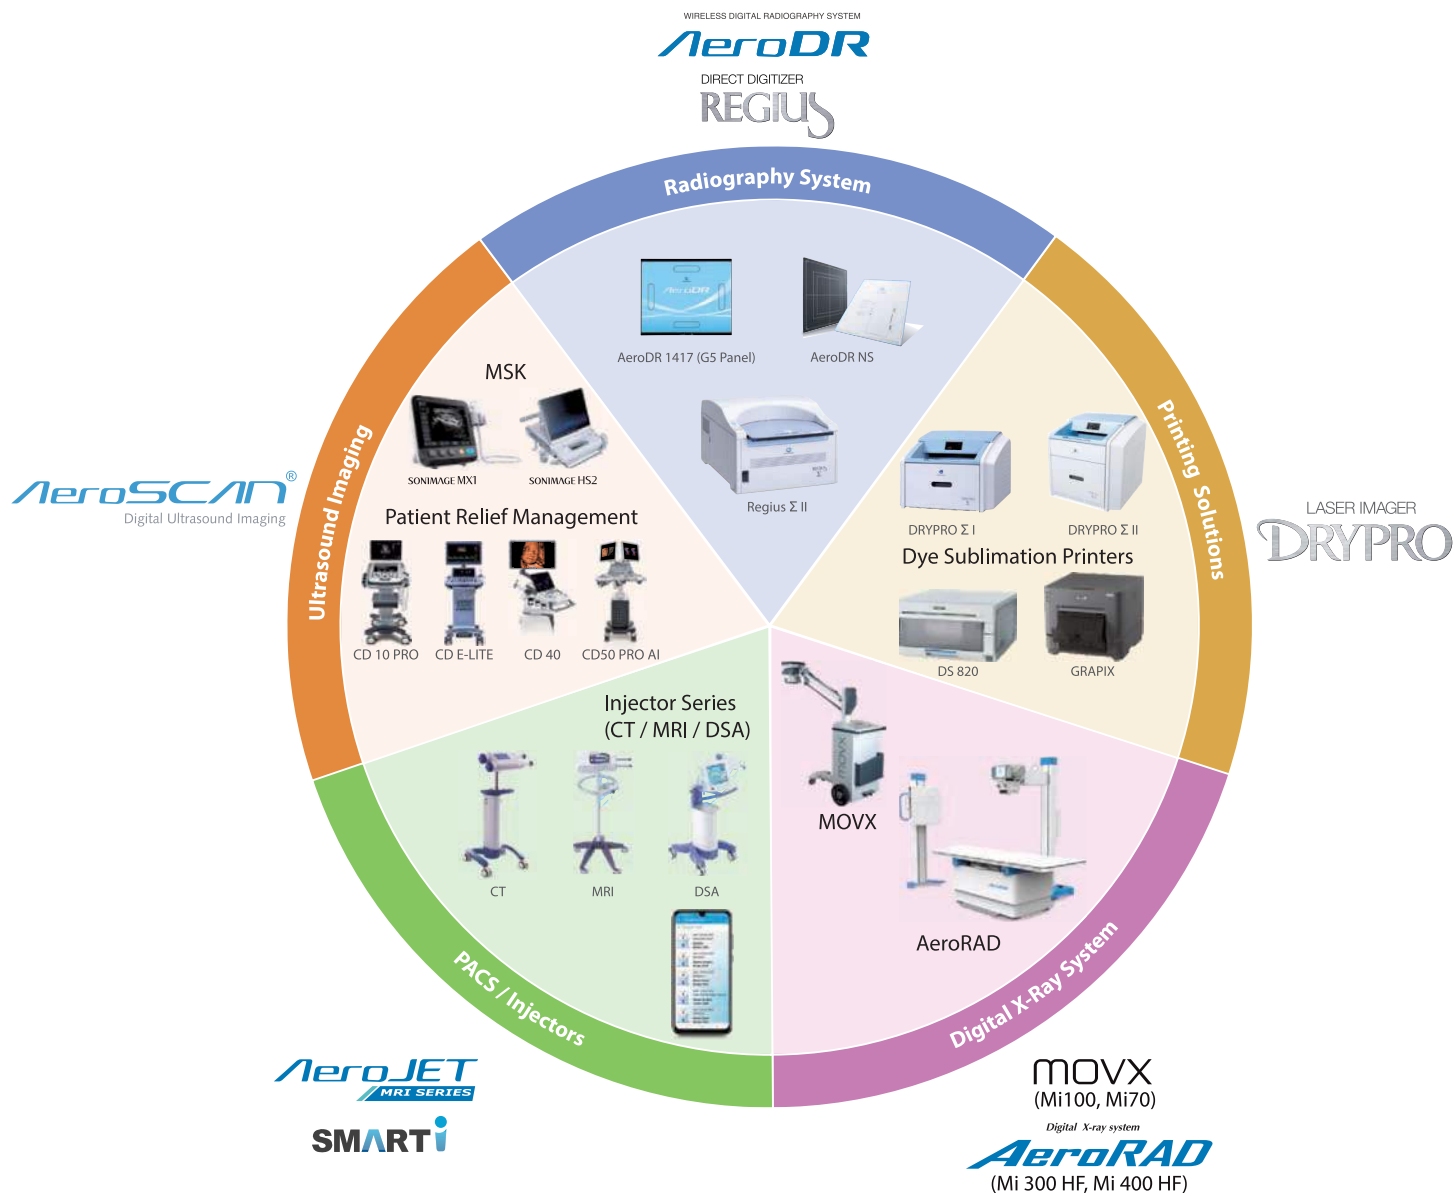 WIRELESS DIGITAL RADIOGRAPHY SYSTEM
AeroDR
DIRECT DIGITIZER
REGIUS
Radiography System
AeroDR
AeroDR 1417 (G5 Panel)
AeroDR NS
Regius Σ II
Printing Solutions
DRYPRO Σ I
DRYPRO Σ II
Dye Sublimation Printers
DS 820
GRAPIX
LASER IMAGER
DRYPRO
Ultrasound Imaging
MSK
SONIMAGE MX1
SONIMAGE HS2
Patient Relief Management
CD 10 PRO
CD E-LITE
CD 40
CD50 PRO AI
AeroSCAN®
Digital Ultrasound Imaging
PACS / Injectors
Injector Series
(CT / MRI / DSA)
CT
MRI
DSA
AeroJET
MRI SERIES
SMARTi
Digital X-Ray System
MOVX
MOVX
AeroRAD
MOVX
(Mi100, Mi70)
Digital X-ray system
AeroRAD
(Mi 300 HF, Mi 400 HF)